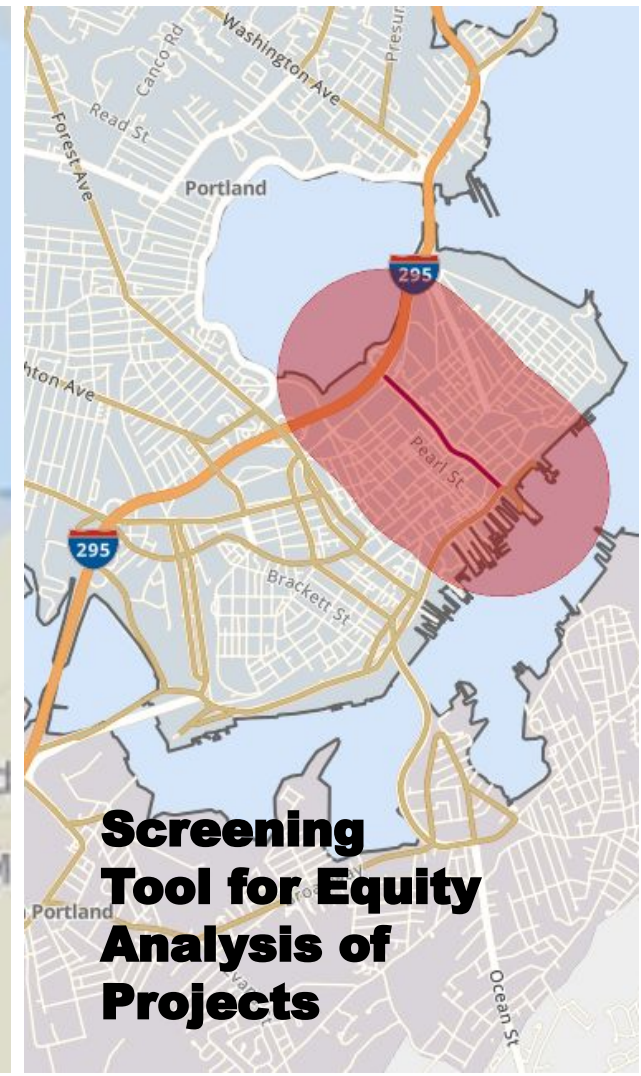 Washington Ave
Canco Rd
Read St
Forest Ave
Portland
295
Pearl St
295
Brackett St
Screening
Tool for Equity
Analysis of
Projects
Portland
Ocean St